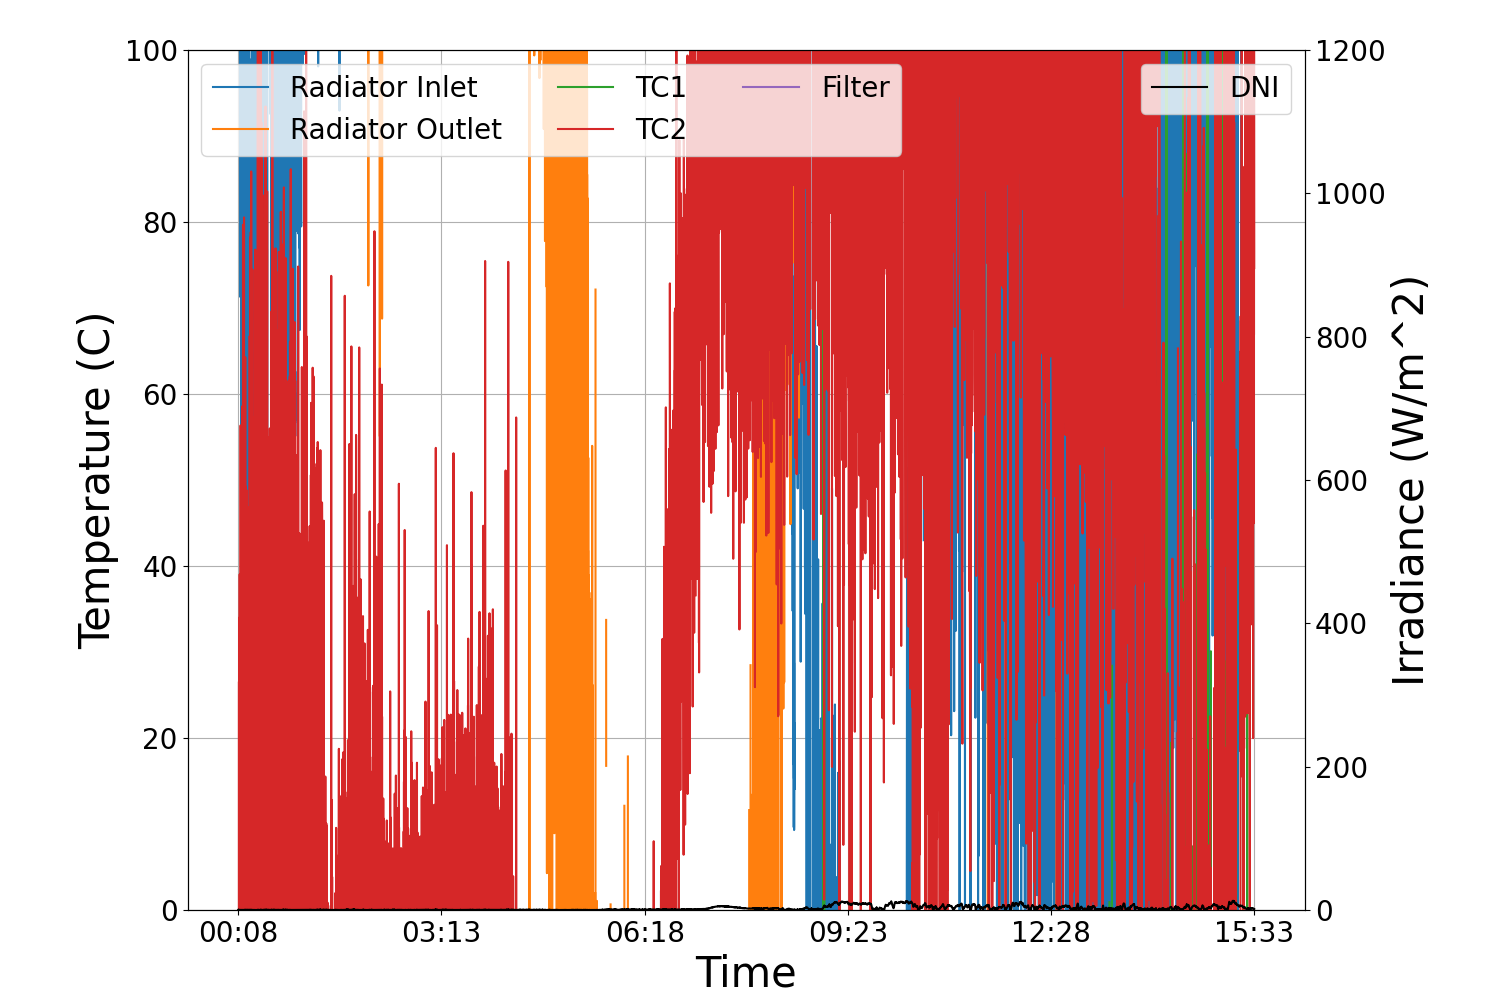 Radiator Inlet
Radiator Outlet
TC1
TC2
Filter
DNI
100
80
60
40
20
0
Temperature (C)
1200
1000
800
600
400
200
0
Irradiance (W/m^2)
00:08 03:13 06:18 09:23 12:28 15:33
Time